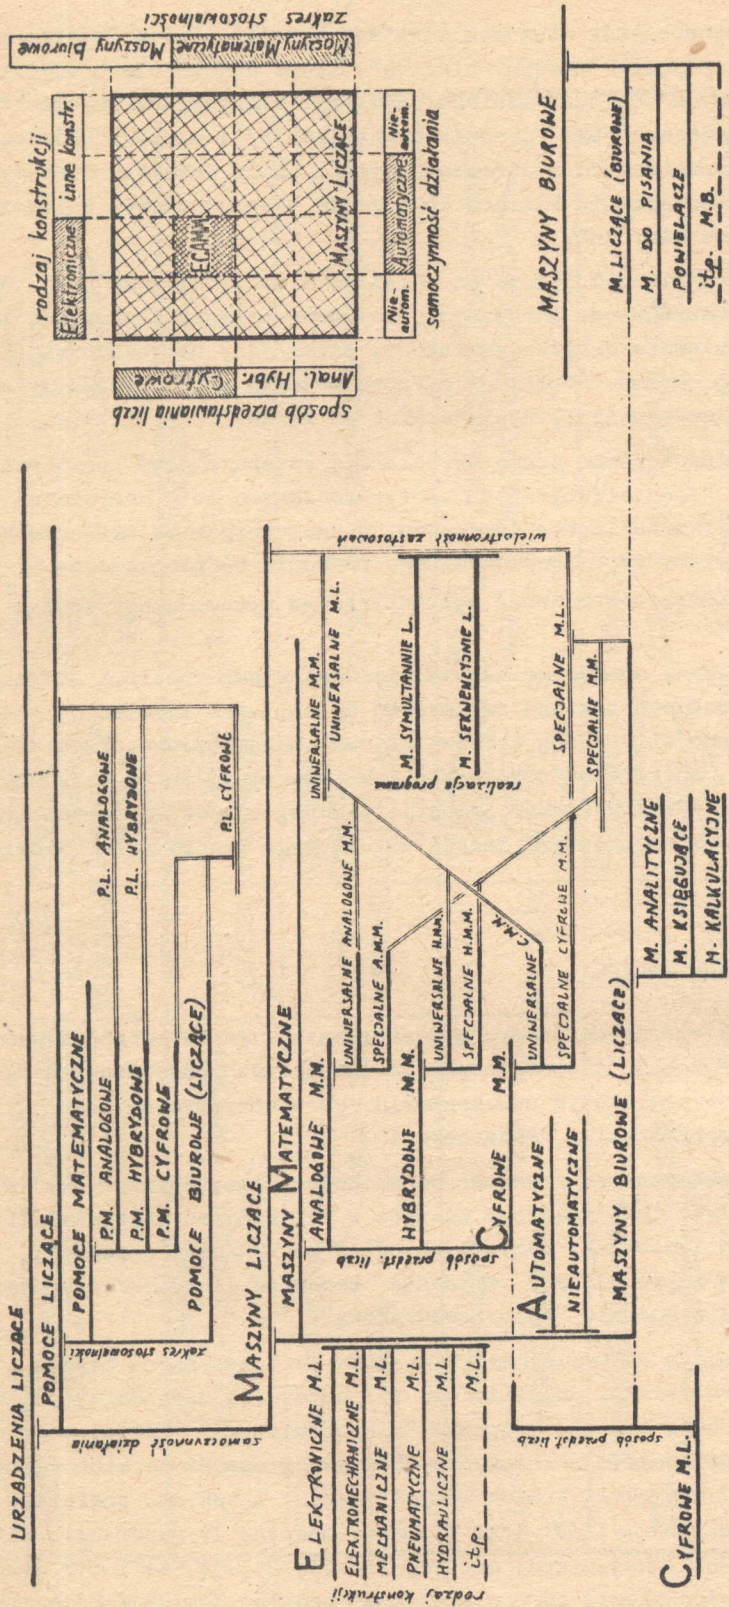 URZĄDZENIA LICZĄCE
POMOCE LICZĄCE
samoczynność działania
POMOCE MATEMATYCZNE
zakres stosowalności
P.M. ANALOGOWE
P.L. ANALOGOWE
P.M. HYBRYDOWE
P.L. HYBRYDOWE
P.M. CYFROWE
POMOCE BIUROWE (LICZĄCE)
P.L. CYFROWE
MASZYNY LICZĄCE
MASZYNY MATEMATYCZNE
ELEKTRONICZNE M.L.
ELEKTROMECHANICZNE M.L.
MECHANICZNE M.L.
PNEUMATYCZNE M.L.
HYDRAULICZNE M.L.
itp. M.L.
rodzaj konstrukcji
ANALOGOWE M.M.
HYBRYDOWE M.M.
CYFROWE M.M.
sposób przedst. liczb
UNIWERSALNE ANALOGOWE M.M.
SPECJALNE A.M.M.
UNIWERSALNE H.M.M.
SPECJALNE H.M.M.
UNIWERSALNE C.M.M.
SPECJALNE CYFROWE M.M.
UNIWERSALNE M.M.
UNIWERSALNE M.L.
M. SYMULTANNIE L.
M. SEKWENCYJNIE L.
realizacja programu
SPECJALNE M.L.
SPECJALNE M.M.
wielostronność zastosowań
AUTOMATYCZNE
NIEAUTOMATYCZNE
MASZYNY BIUROWE (LICZĄCE)
M. ANALITYCZNE
M. KSIĘGUJĄCE
M. KALKULACYJNE
sposób przedst. liczb
CYFROWE M.L.
rodzaj konstrukcji
Elektroniczne
inne konstr.
sposób przedstawiania liczb
Cyfrowe
Hybr.
Anal.
ECAMM
MASZYNY LICZĄCE
Maszyny Biurowe
Maszyny Matematyczne
zakres stosowalności
Nie-autom.
Automatyczne
Nie-autom.
samoczynność działania
MASZYNY BIUROWE
M. LICZĄCE (BIUROWE)
M. DO PISANIA
POWIELACZE
itp. M.B.